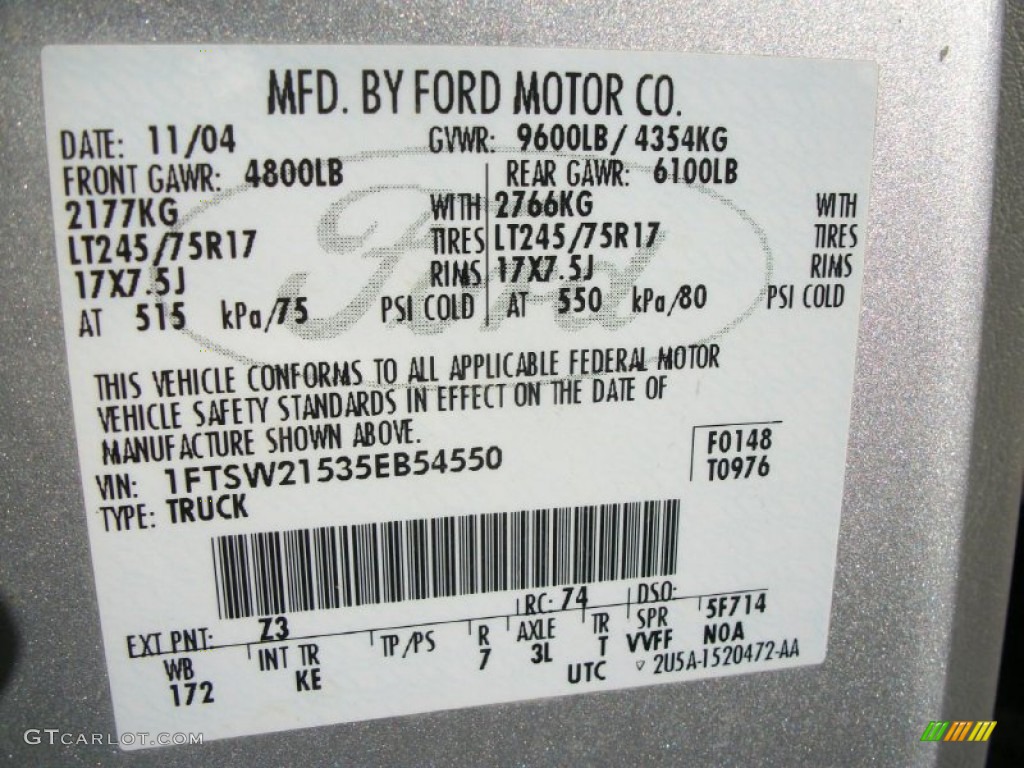 MFD. BY FORD MOTOR CO.
DATE: 11/04 GVWR: 9600LB/ 4354KG
FRONT GAWR: 4800LB REAR GAWR: 6100LB
2177KG WITH 2766KG WITH
LT245/75R17 TIRES LT245/75R17 TIRES
17X7.5J RIMS 17X7.5J RIMS
AT 515 kPa/75 PSI COLD AT 550 kPa/80 PSI COLD
Ford
THIS VEHICLE CONFORMS TO ALL APPLICABLE FEDERAL MOTOR
VEHICLE SAFETY STANDARDS IN EFFECT ON THE DATE OF
MANUFACTURE SHOWN ABOVE.
VIN: 1FTSW21535EB54550
TYPE: TRUCK
F0148
T0976
EXT PNT: Z3 RC: 74 DSO:
WB INT TR TP/PS R AXLE TR SPR 5F714
172 KE 7 3L T VVFF N0A
UTC 2U5A-1520472-AA
GTCARLOT.COM